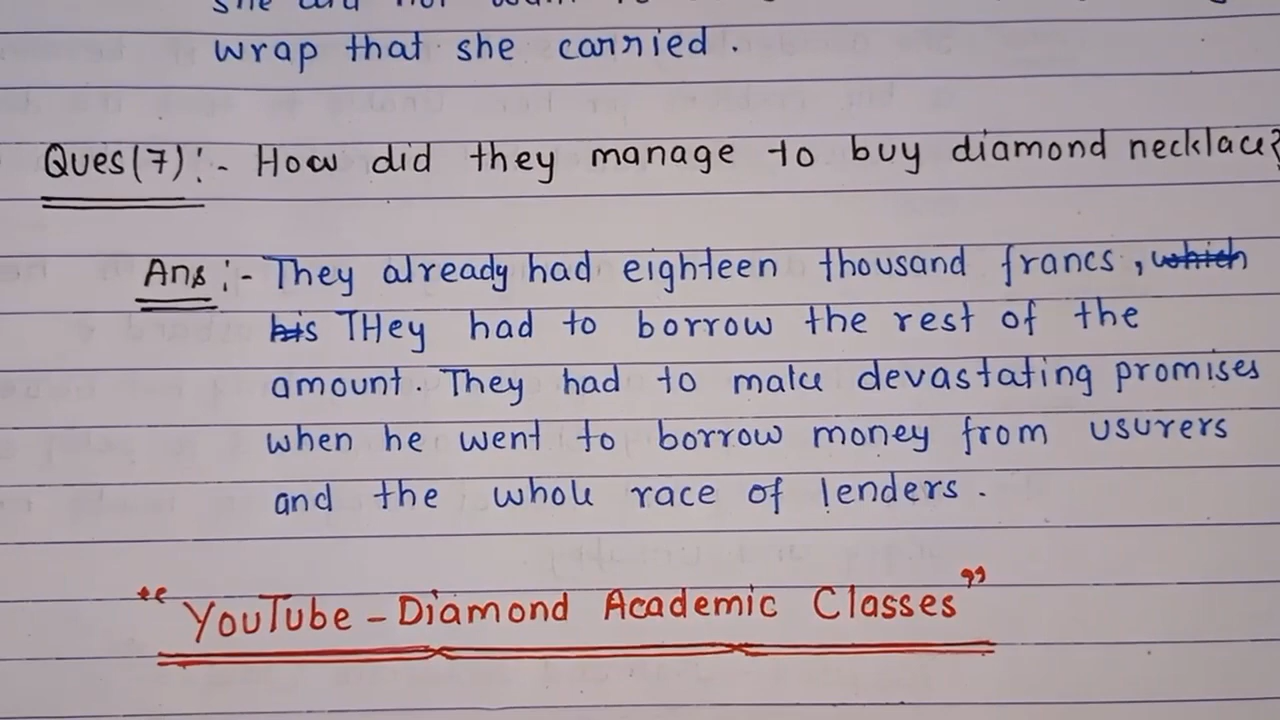 wrap that she carried.
Ques(7):- How did they manage to buy diamond necklace?
Ans:- They already had eighteen thousand francs, which
his THey had to borrow the rest of the
amount. They had to make devastating promises
when he went to borrow money from usurers
and the whole race of lenders.
"YouTube - Diamond Academic Classes"